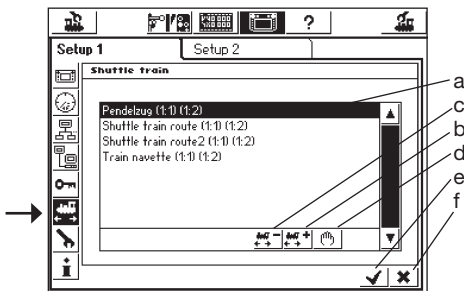 ?
Setup 1
Setup 2
Shuttle train
Pendelzug (1:1) (1:2)
Shuttle train route (1:1) (1:2)
Shuttle train route2 (1:1) (1:2)
Train navette (1:1) (1:2)
a
c
b
d
e
f
i